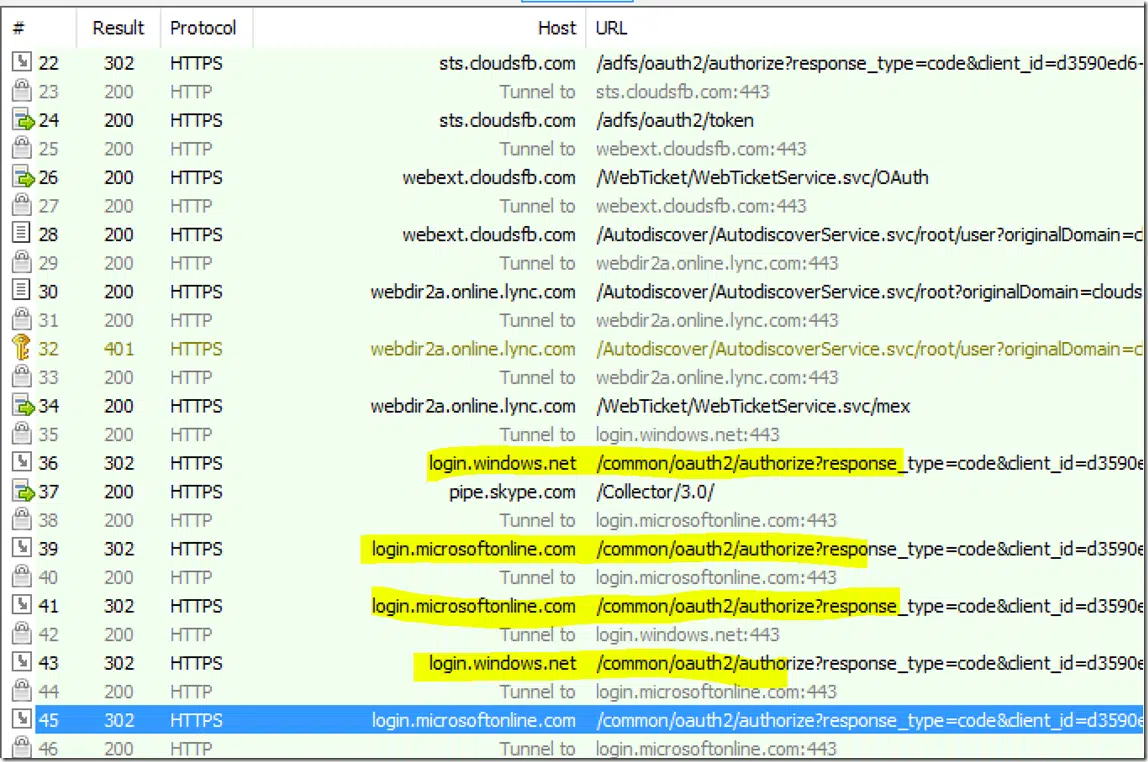 # Result Protocol Host URL
22 302 HTTPS sts.cloudsfb.com /adfs/oauth2/authorize?response_type=code&client_id=d3590ed6-
23 200 HTTP Tunnel to sts.cloudsfb.com:443
24 200 HTTPS sts.cloudsfb.com /adfs/oauth2/token
25 200 HTTP Tunnel to webext.cloudsfb.com:443
26 200 HTTPS webext.cloudsfb.com /WebTicket/WebTicketService.svc/OAuth
27 200 HTTP Tunnel to webext.cloudsfb.com:443
28 200 HTTPS webext.cloudsfb.com /Autodiscover/AutodiscoverService.svc/root/user?originalDomain=c
29 200 HTTP Tunnel to webdir2a.online.lync.com:443
30 200 HTTPS webdir2a.online.lync.com /Autodiscover/AutodiscoverService.svc/root?originalDomain=clouds
31 200 HTTP Tunnel to webdir2a.online.lync.com:443
32 401 HTTPS webdir2a.online.lync.com /Autodiscover/AutodiscoverService.svc/root/user?originalDomain=c
33 200 HTTP Tunnel to webdir2a.online.lync.com:443
34 200 HTTPS webdir2a.online.lync.com /WebTicket/WebTicketService.svc/mex
35 200 HTTP Tunnel to login.windows.net:443
36 302 HTTPS login.windows.net /common/oauth2/authorize?response_type=code&client_id=d3590e
37 200 HTTPS pipe.skype.com /Collector/3.0/
38 200 HTTP Tunnel to login.microsoftonline.com:443
39 302 HTTPS login.microsoftonline.com /common/oauth2/authorize?response_type=code&client_id=d3590e
40 200 HTTP Tunnel to login.microsoftonline.com:443
41 302 HTTPS login.microsoftonline.com /common/oauth2/authorize?response_type=code&client_id=d3590e
42 200 HTTP Tunnel to login.windows.net:443
43 302 HTTPS login.windows.net /common/oauth2/authorize?response_type=code&client_id=d3590e
44 200 HTTP Tunnel to login.microsoftonline.com:443
45 302 HTTPS login.microsoftonline.com /common/oauth2/authorize?response_type=code&client_id=d3590e
46 200 HTTP Tunnel to login.microsoftonline.com:443